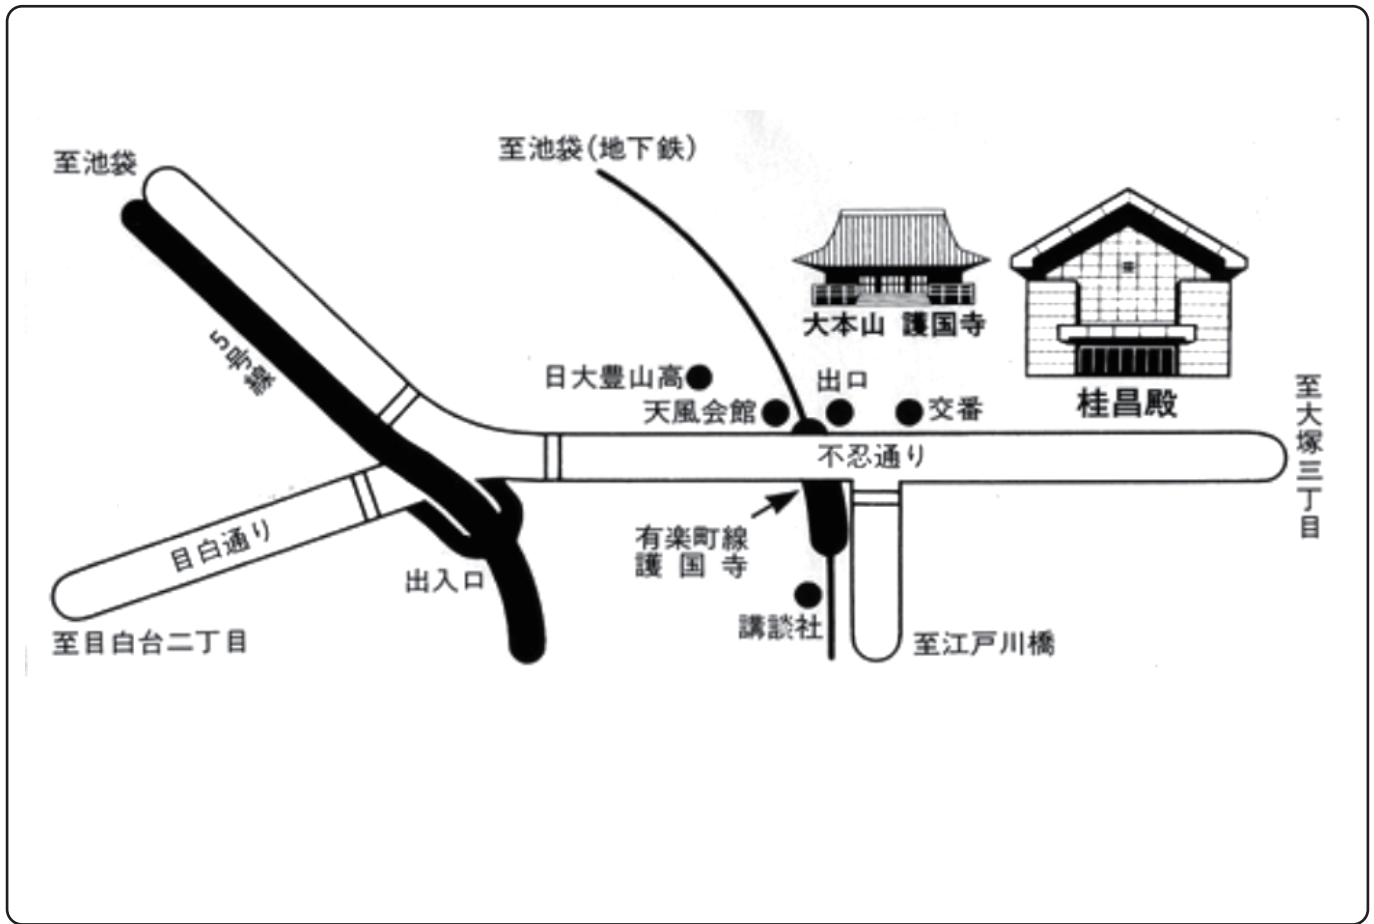 至池袋
至池袋(地下鉄)
5号線
大本山 護国寺
桂昌殿
日大豊山高
出口
天風会館
交番
至大塚三丁目
不忍通り
目白通り
有楽町線
護国寺
出入口
講談社
至目白台二丁目
至江戸川橋